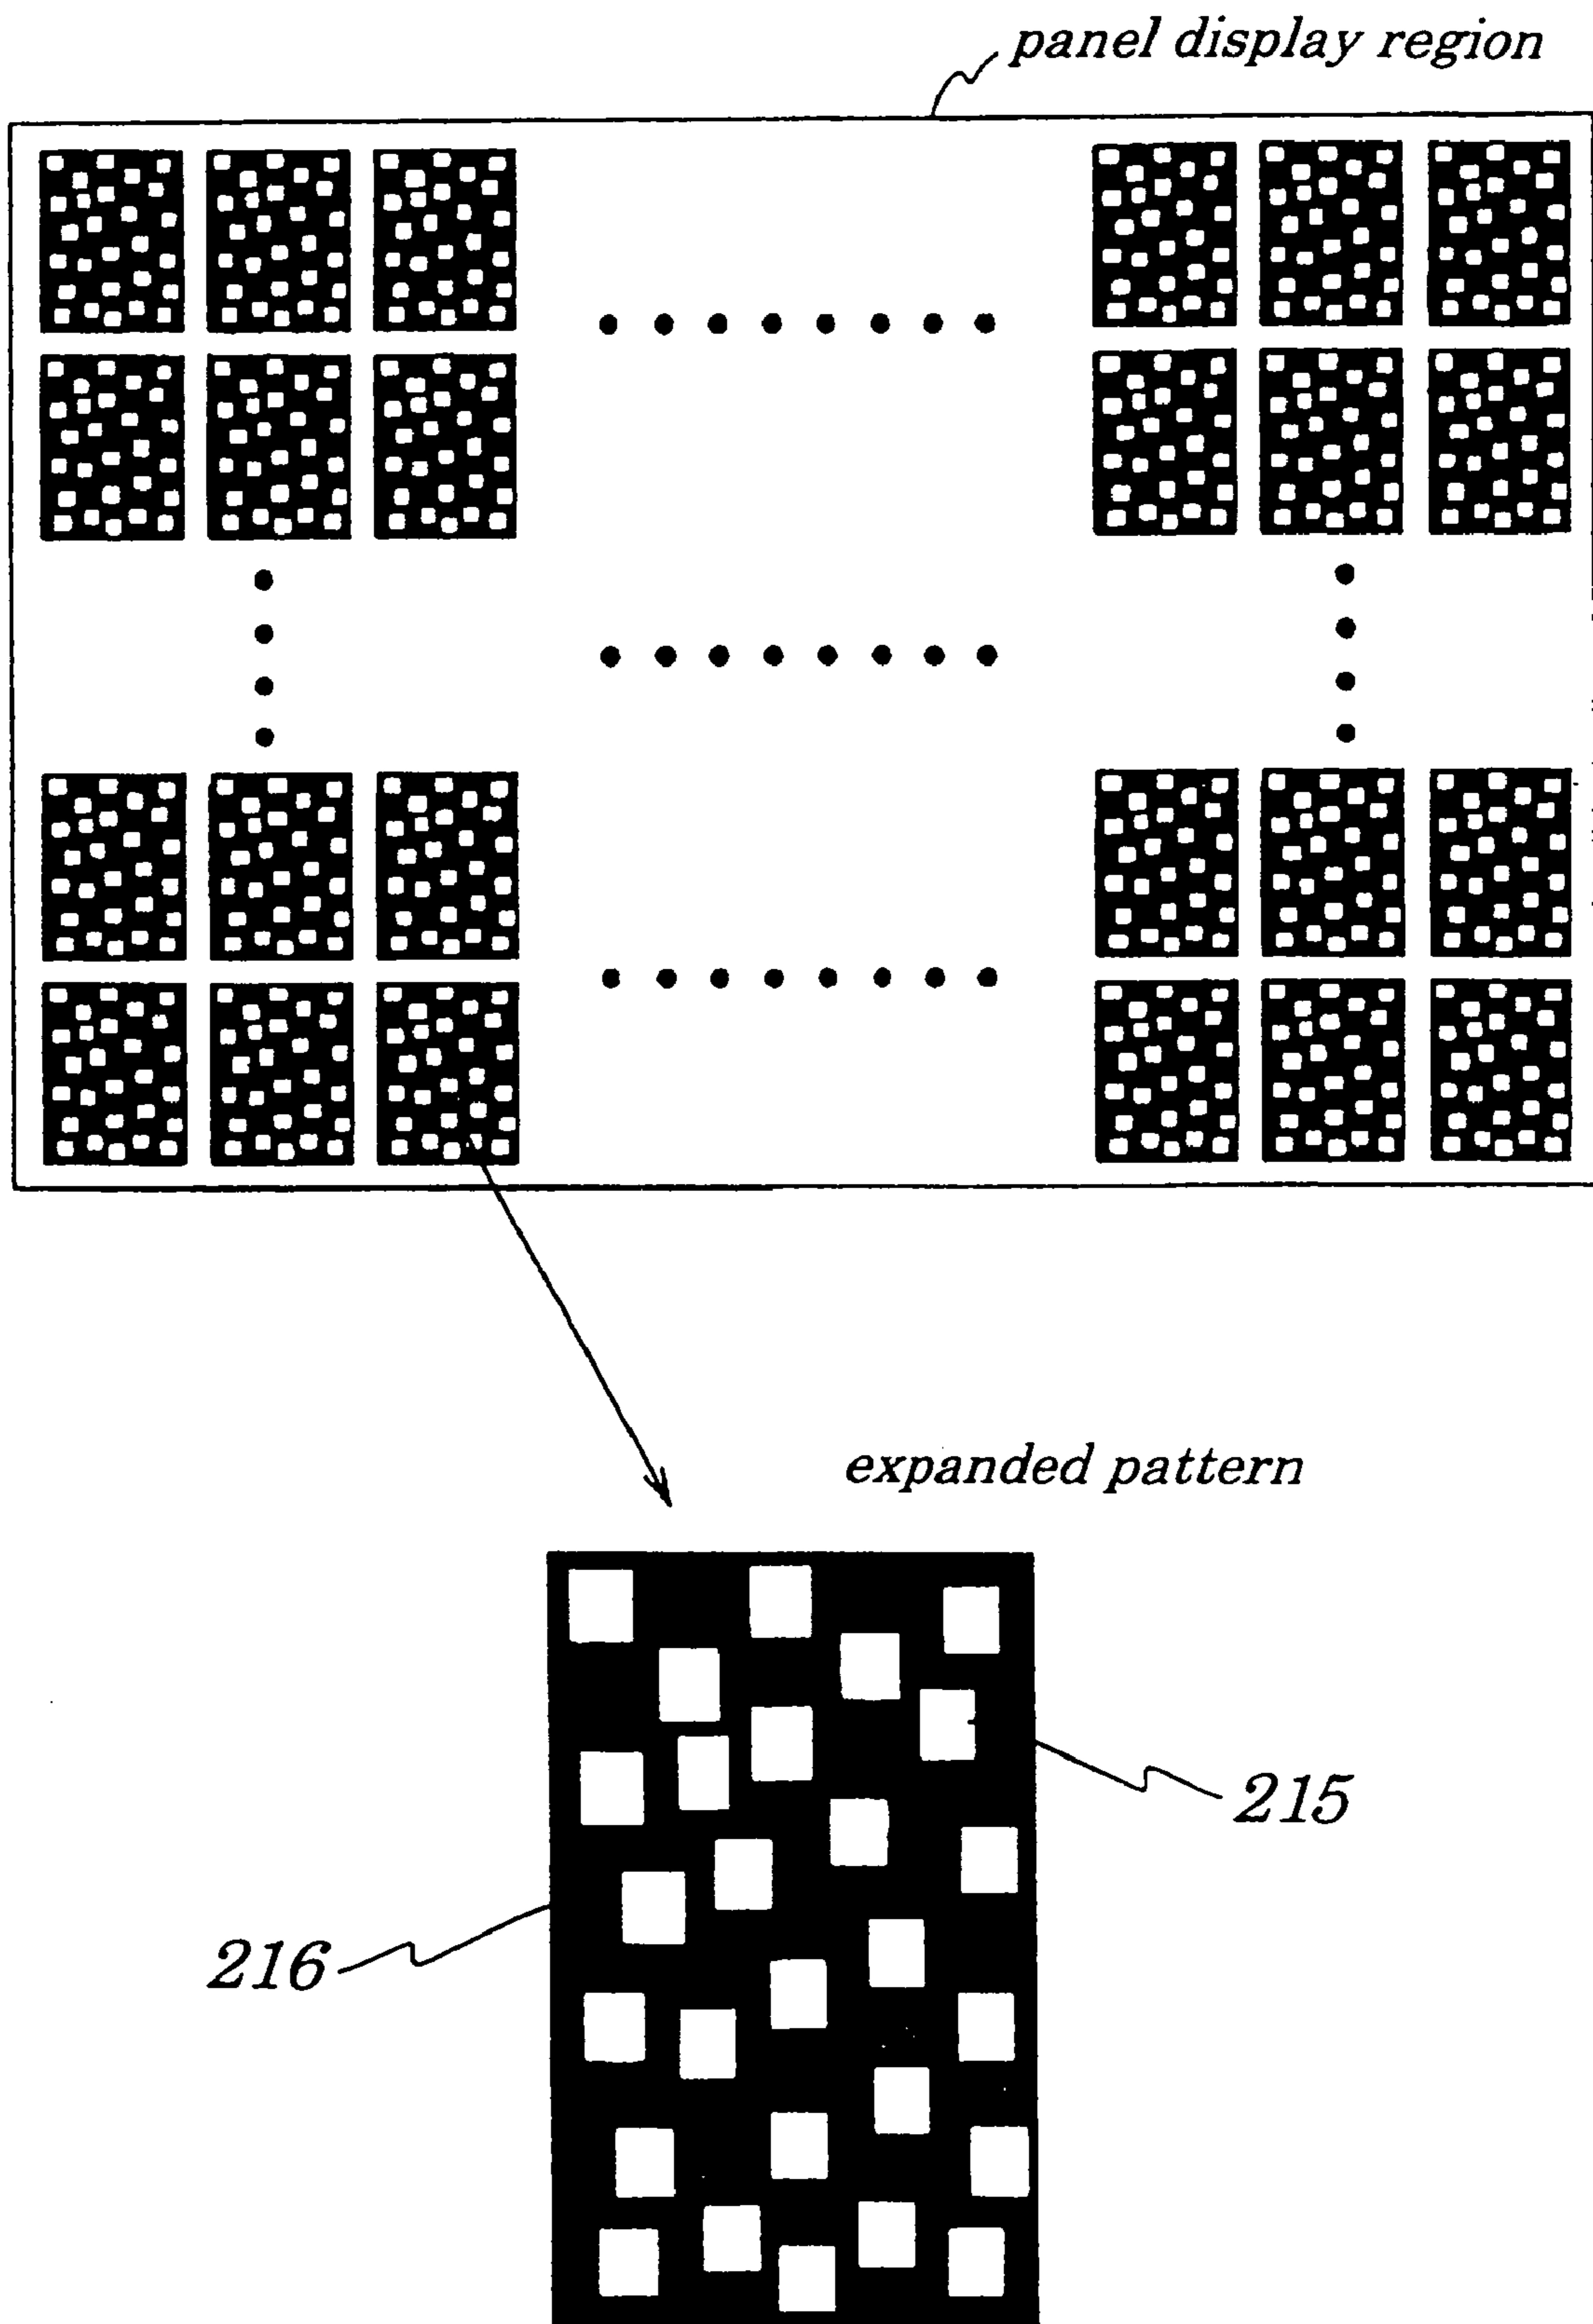 panel display region
expanded pattern
215
216